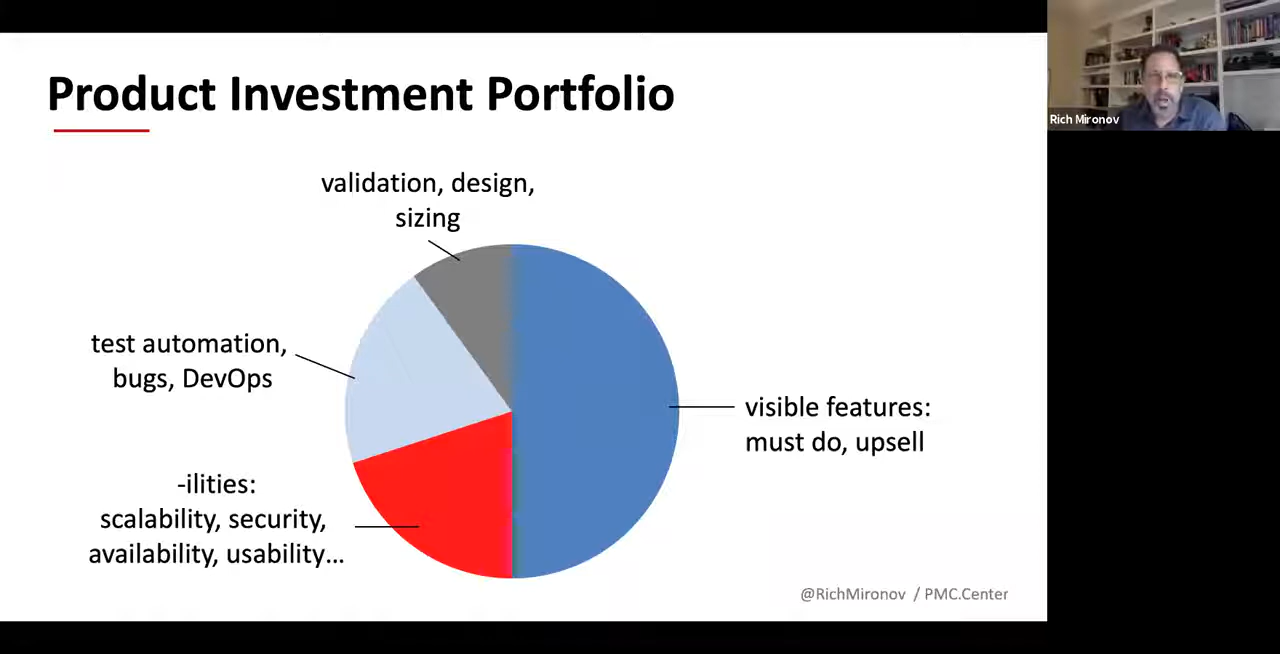 Product Investment Portfolio
validation, design,
sizing
test automation,
bugs, DevOps
visible features:
must do, upsell
-ilities:
scalability, security,
availability, usability…
@RichMironov / PMC.Center
Rich Mironov